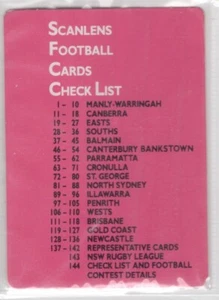 SCANLENS
FOOTBALL
CARDS
CHECK LIST
1 – 10 MANLY-WARRINGAH
11 – 18 CANBERRA
19 – 27 EASTS
28 – 36 SOUTHS
37 – 45 BALMAIN
46 – 54 CANTERBURY BANKSTOWN
55 – 62 PARRAMATTA
63 – 71 CRONULLA
72 – 80 ST. GEORGE
81 – 88 NORTH SYDNEY
89 – 96 ILLAWARRA
97 – 105 PENRITH
106 – 110 WESTS
111 – 118 BRISBANE
119 – 127 GOLD COAST
128 – 136 NEWCASTLE
137 – 142 REPRESENTATIVE CARDS
143 NSW RUGBY LEAGUE
144 CHECK LIST AND FOOTBALL
CONTEST DETAILS